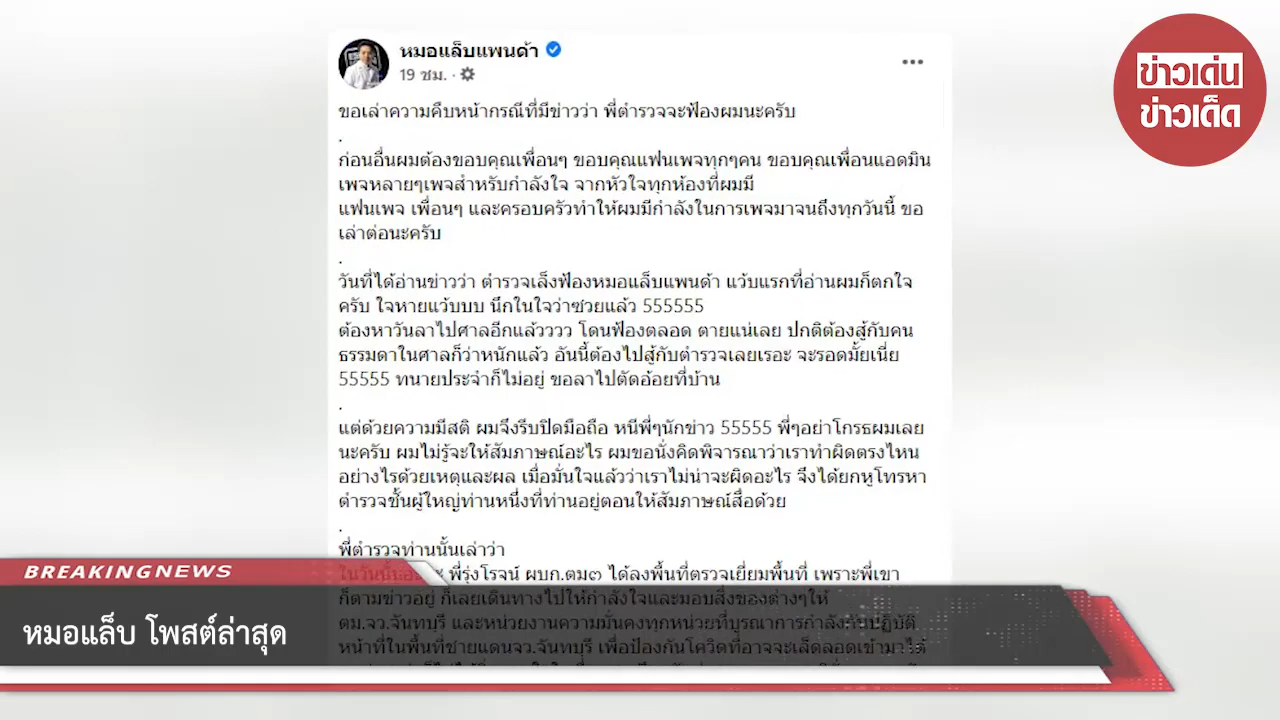 หมอแล็บแพนด้า
19 ชม.
ข่าวเด่น
ข่าวเด็ด
ขอเล่าความคืบหน้ากรณีที่มีข่าวว่า พี่ตำรวจจะฟ้องผมนะครับ
.
ก่อนอื่นผมต้องขอบคุณเพื่อนๆ ขอบคุณแฟนเพจทุกๆคน ขอบคุณเพื่อนแอดมิน
เพจหลายๆเพจสำหรับกำลังใจ จากหัวใจทุกห้องที่ผมมี
แฟนเพจ เพื่อนๆ และครอบครัวทำให้ผมมีกำลังในการเพจมาจนถึงทุกวันนี้ ขอ
เล่าต่อนะครับ
.
วันที่ได้อ่านข่าวว่า ตำรวจเล็งฟ้องหมอแล็บแพนด้า แว้บแรกที่อ่านผมก็ตกใจ
ครับ ใจหายแว้บบบ นึกในใจว่าซวยแล้ว 555555
ต้องหาวันลาไปศาลอีกแล้วววว โดนฟ้องตลอด ตายแน่เลย ปกติต้องสู้กับคน
ธรรมดาในศาลก็ว่าหนักแล้ว อันนี้ต้องไปสู้กับตำรวจเลยเรอะ จะรอดมั้ยเนี่ย
55555 ทนายประจำก็ไม่อยู่ ขอลาไปตัดอ้อยที่บ้าน
.
แต่ด้วยความมีสติ ผมจึงรีบปิดมือถือ หนีพี่ๆนักข่าว 55555 พี่ๆอย่าโกรธผมเลย
นะครับ ผมไม่รู้จะให้สัมภาษณ์อะไร ผมขอนั่งคิดพิจารณาว่าเราทำผิดตรงไหน
อย่างไรด้วยเหตุและผล เมื่อมั่นใจแล้วว่าเราไม่น่าจะผิดอะไร จึงได้ยกหูโทรหา
ตำรวจชั้นผู้ใหญ่ท่านหนึ่งที่ท่านอยู่ตอนให้สัมภาษณ์สื่อด้วย
.
พี่ตำรวจท่านนั้นเล่าว่า
ในวันนั้นอ่ะ พี่รุ่งโรจน์ ผบก.ตม๓ ได้ลงพื้นที่ตรวจเยี่ยมพื้นที่ เพราะพี่เขา
ก็ตามข่าวอยู่ ก็เลยเดินทางไปให้กำลังใจและมอบสิ่งของต่างๆให้
ตม.จว.จันทบุรี และหน่วยงานความมั่นคงทุกหน่วยที่บูรณาการกำลังกันปฏิบัติ
หน้าที่ในพื้นที่ชายแดนจว.จันทบุรี เพื่อป้องกันโควิดที่อาจจะเล็ดลอดเข้ามาได้
BREAKING NEWS
หมอแล็บ โพสต์ล่าสุด